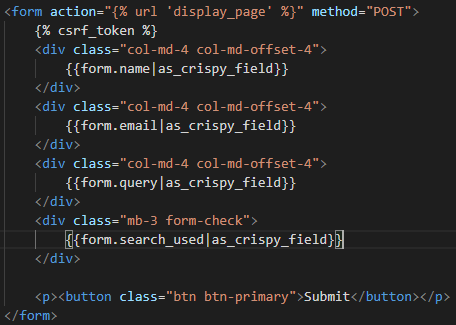 <form action="{% url 'display_page' %}" method="POST">
{% csrf_token %}
<div class="col-md-4 col-md-offset-4">
{{form.name|as_crispy_field}}
</div>
<div class="col-md-4 col-md-offset-4">
{{form.email|as_crispy_field}}
</div>
<div class="col-md-4 col-md-offset-4">
{{form.query|as_crispy_field}}
</div>
<div class="mb-3 form-check">
{{form.search_used|as_crispy_field}}
</div>
<p><button class="btn btn-primary">Submit</button></p>
</form>